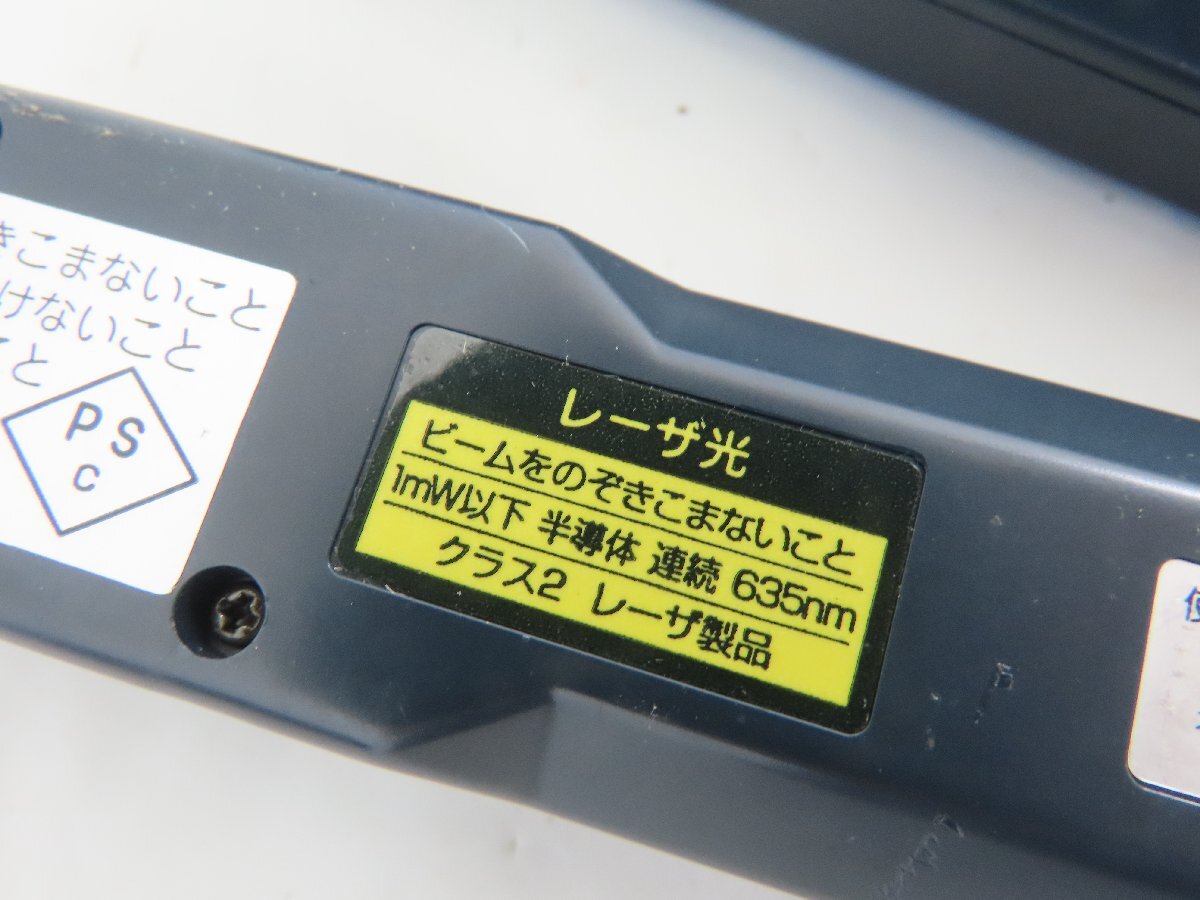 きこまないこと
けないこと
こと
PS
C
レーザ光
ビームをのぞきこまないこと
1mW以下 半導体 連続 635nm
クラス2 レーザ製品
使